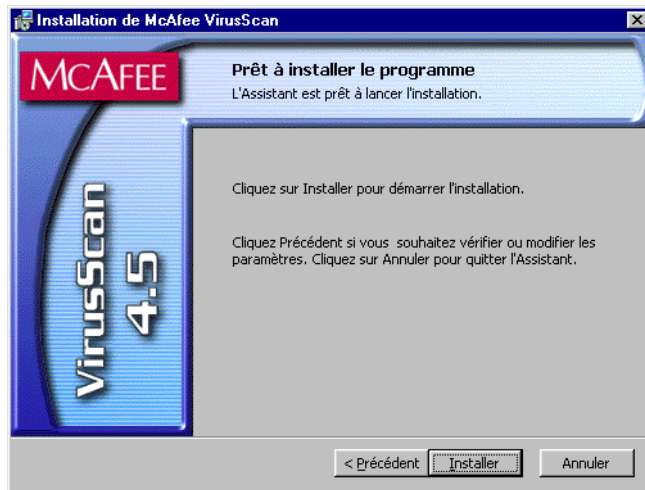 Installation de McAfee VirusScan
McAfee
Prêt à installer le programme
L'Assistant est prêt à lancer l'installation.
VirusScan
4.5
Cliquez sur Installer pour démarrer l'installation.
Cliquez Précédent si vous souhaitez vérifier ou modifier les
paramètres. Cliquez sur Annuler pour quitter l'Assistant.
< Précédent
Installer
Annuler